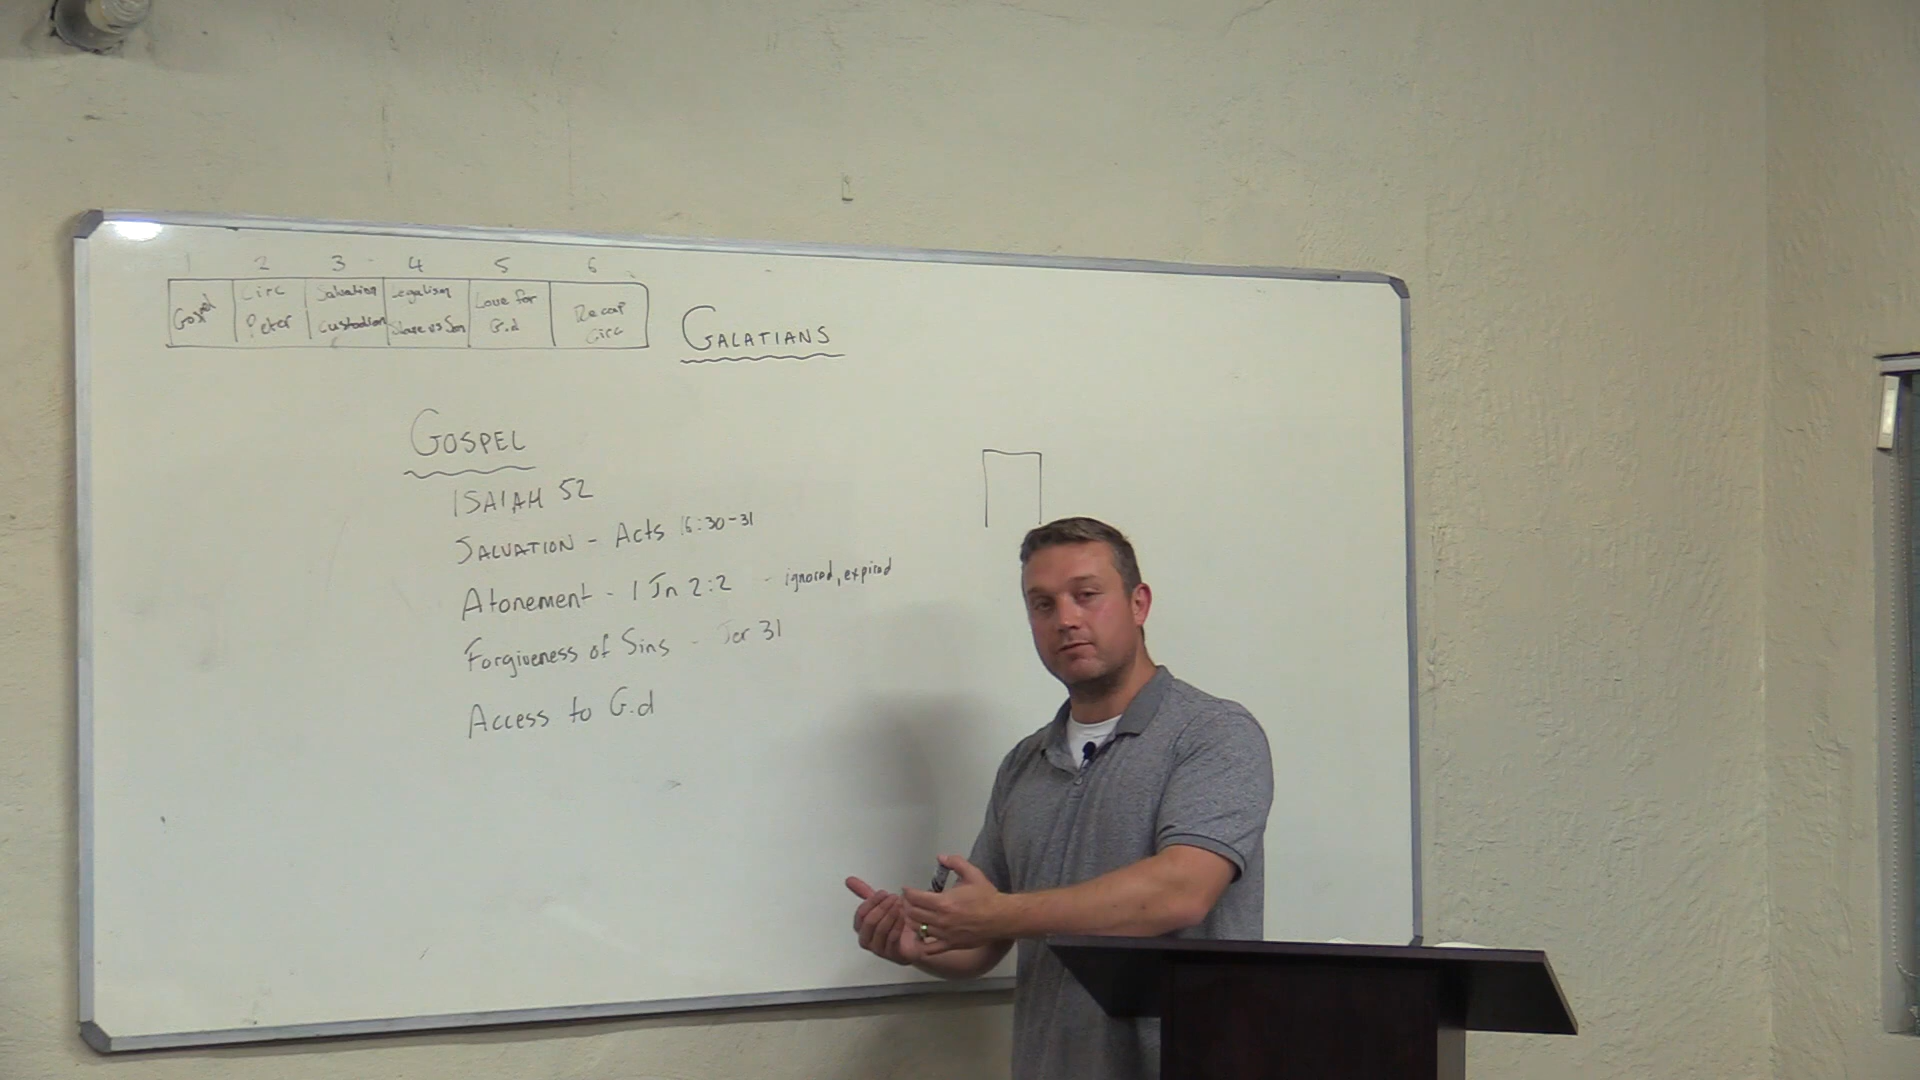 1 2 3 4 5 6
Gospel
Circ
Peter
Salvation
Custodian
Legalism
Slave vs Son
Love for
G.d
Recap
Circ
GALATIANS
GOSPEL
ISAIAH 52
SALVATION - Acts 16:30-31
Atonement - 1 Jn 2:2 - ignored, expired
Forgiveness of Sins - Jer 31
Access to G.d